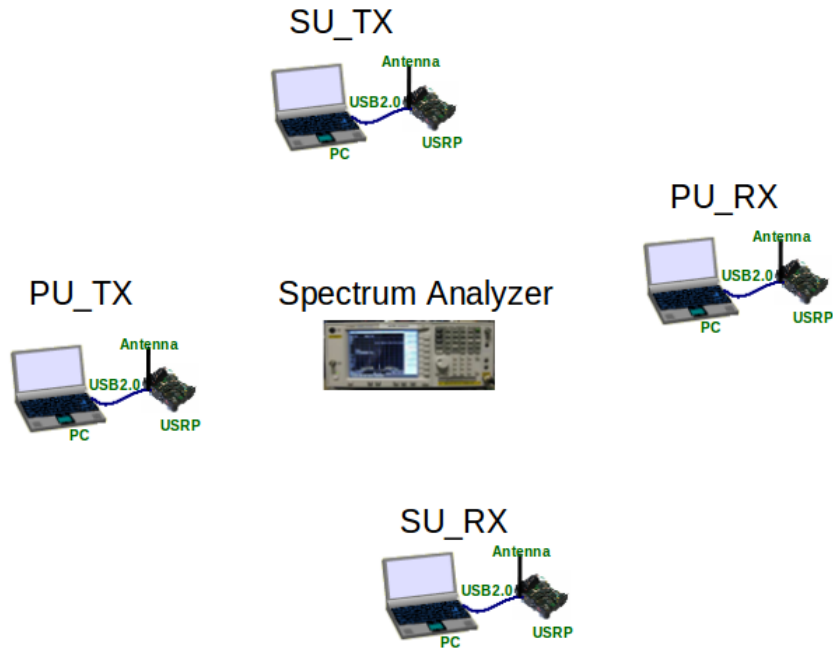 SU_TX
Antenna
USB2.0
USRP
PC
PU_RX
Antenna
USB2.0
USRP
PC
PU_TX
Antenna
USB2.0
USRP
PC
Spectrum Analyzer
SU_RX
Antenna
USB2.0
USRP
PC